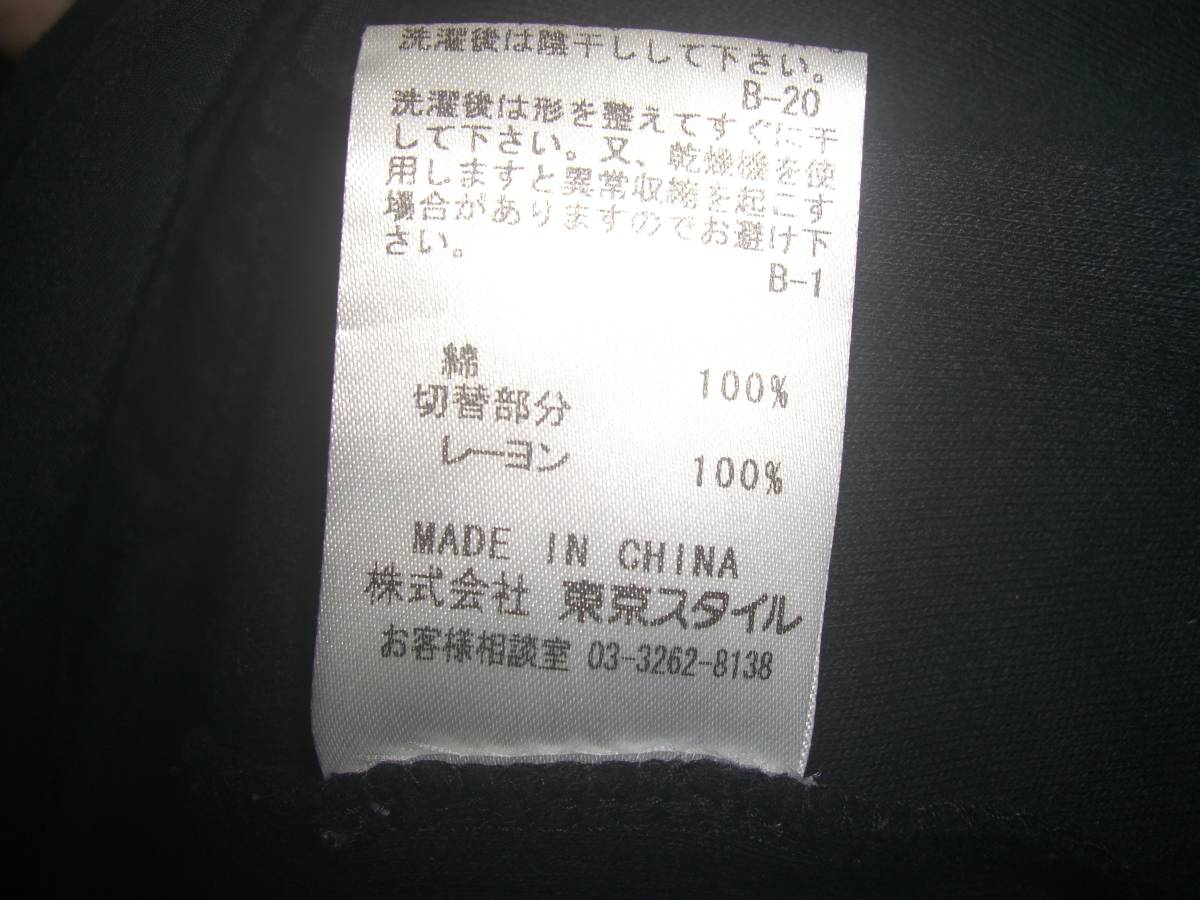 洗濯後は蔭干しして下さい。
B-20
洗濯後は形を整えてすぐに干
して下さい。又、乾燥機を使
用しますと異常収縮を起こす
場合がありますのでお避け下
さい。
B-1
綿 100%
切替部分
レーヨン 100%
MADE IN CHINA
株式会社 東京スタイル
お客様相談室 03-3262-8138